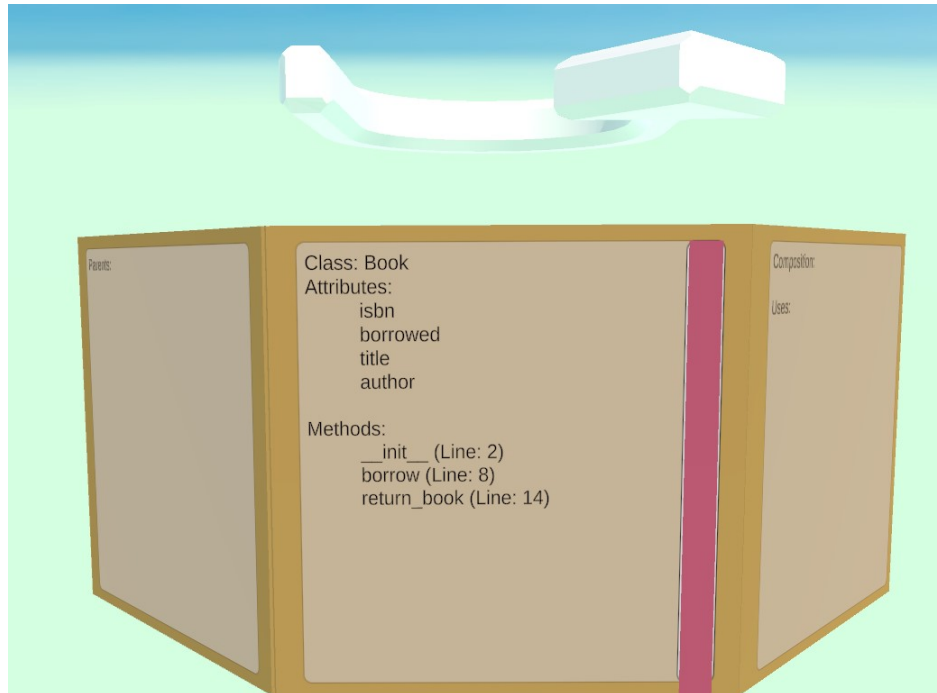 Parents:
Class: Book
Attributes:
isbn
borrowed
title
author
Methods:
__init__ (Line: 2)
borrow (Line: 8)
return_book (Line: 14)
Composition:
Uses: